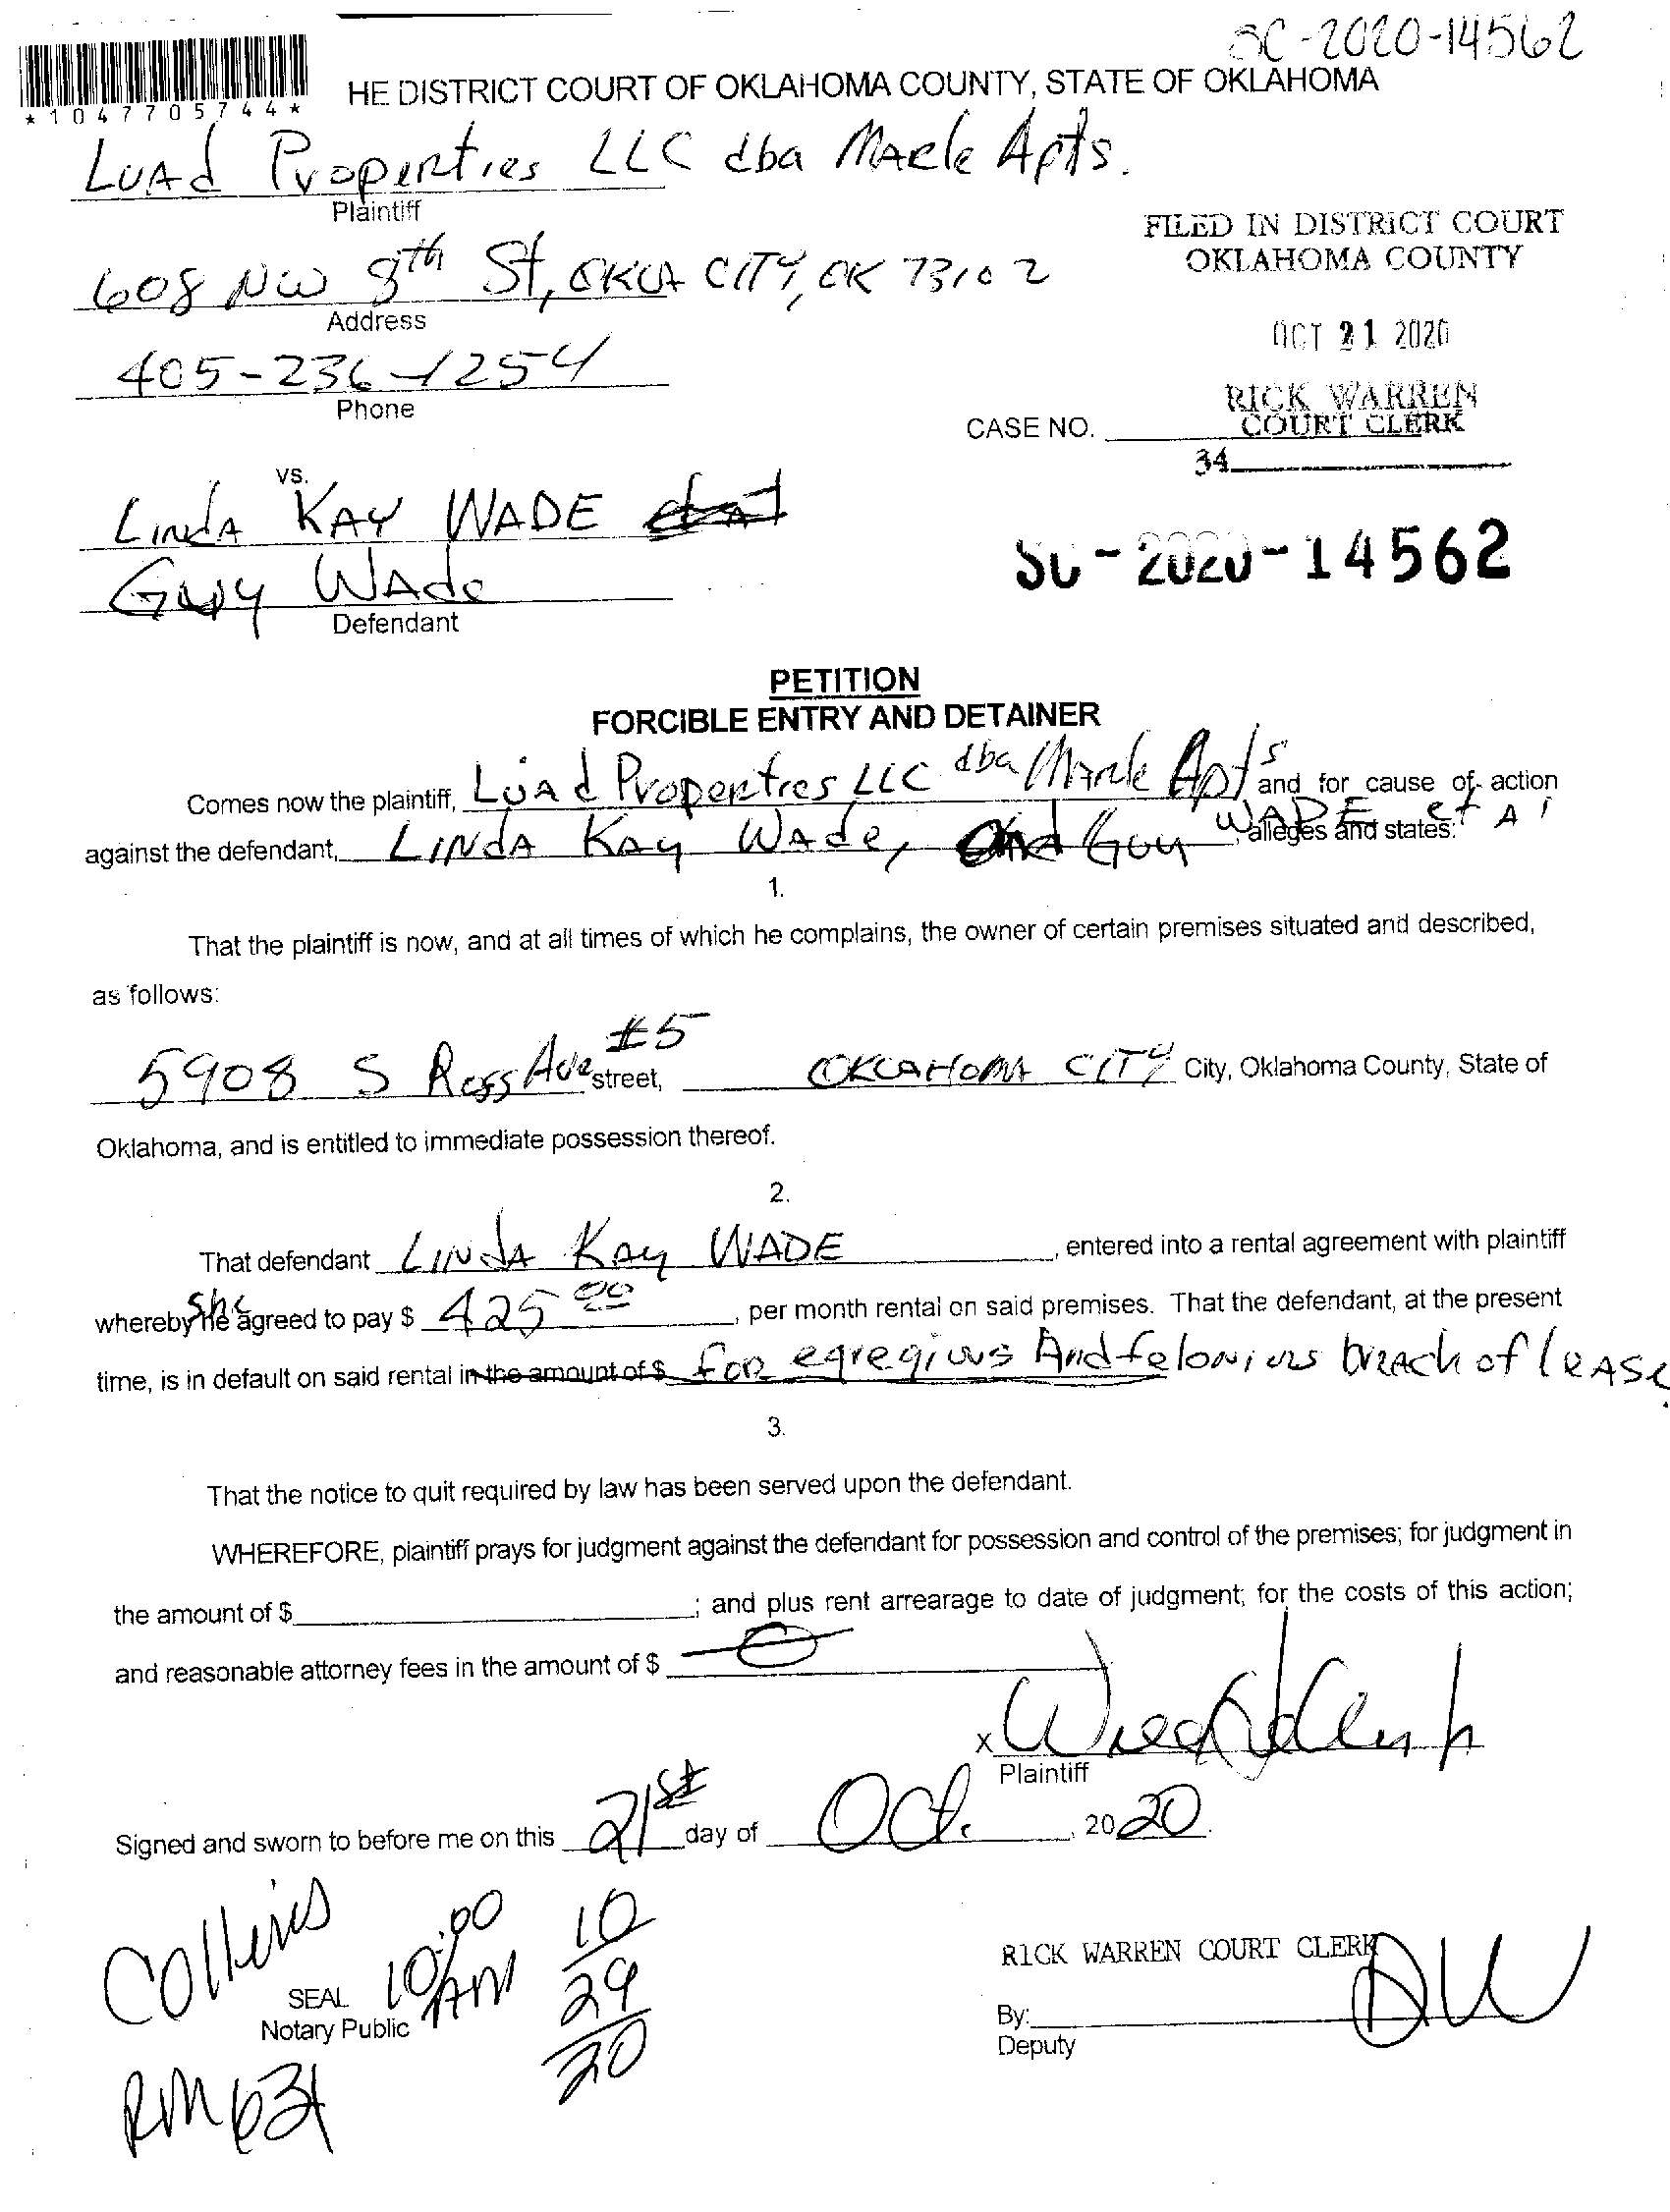 SC-2020-14562
*1047705744*
HE DISTRICT COURT OF OKLAHOMA COUNTY, STATE OF OKLAHOMA
LUAd Properties LLC dba Apts.
Plaintiff
608 NW 8th St, OKLA CITY, OK 73102
Address
405-236-1254
Phone
FILED IN DISTRICT COURT
OKLAHOMA COUNTY
OCT 21 2020
RICK WARREN
COURT CLERK
CASE NO.
34
vs.
LindA KAY WADE
Guy WAde
Defendant
SC-2020-14562
PETITION
FORCIBLE ENTRY AND DETAINER
Comes now the plaintiff, LUAd Properties LLC dba Apts and for cause of action
against the defendant, LINdA Kay WAde, and Guy WADE et Al alleges and states:
1.
That the plaintiff is now, and at all times of which he complains, the owner of certain premises situated and described,
as follows:
5908 S Ross Ave #5 street, OKLAHOMA CITY City, Oklahoma County, State of
Oklahoma, and is entitled to immediate possession thereof.
2.
That defendant LINdA Kay WADE, entered into a rental agreement with plaintiff
whereby she agreed to pay $ 425 00, per month rental on said premises. That the defendant, at the present
time, is in default on said rental in the amount of $ FOR egregious And felonious breach of leASe.
3.
That the notice to quit required by law has been served upon the defendant.
WHEREFORE, plaintiff prays for judgment against the defendant for possession and control of the premises; for judgment in
the amount of $ ; and plus rent arrearage to date of judgment; for the costs of this action;
and reasonable attorney fees in the amount of $ 0
x
Plaintiff
Signed and sworn to before me on this 21st day of Oct. , 2020.
Collins
10:00 AM
10/29/20
SEAL
Notary Public
RM 631
RICK WARREN COURT CLERK
By: DW
Deputy